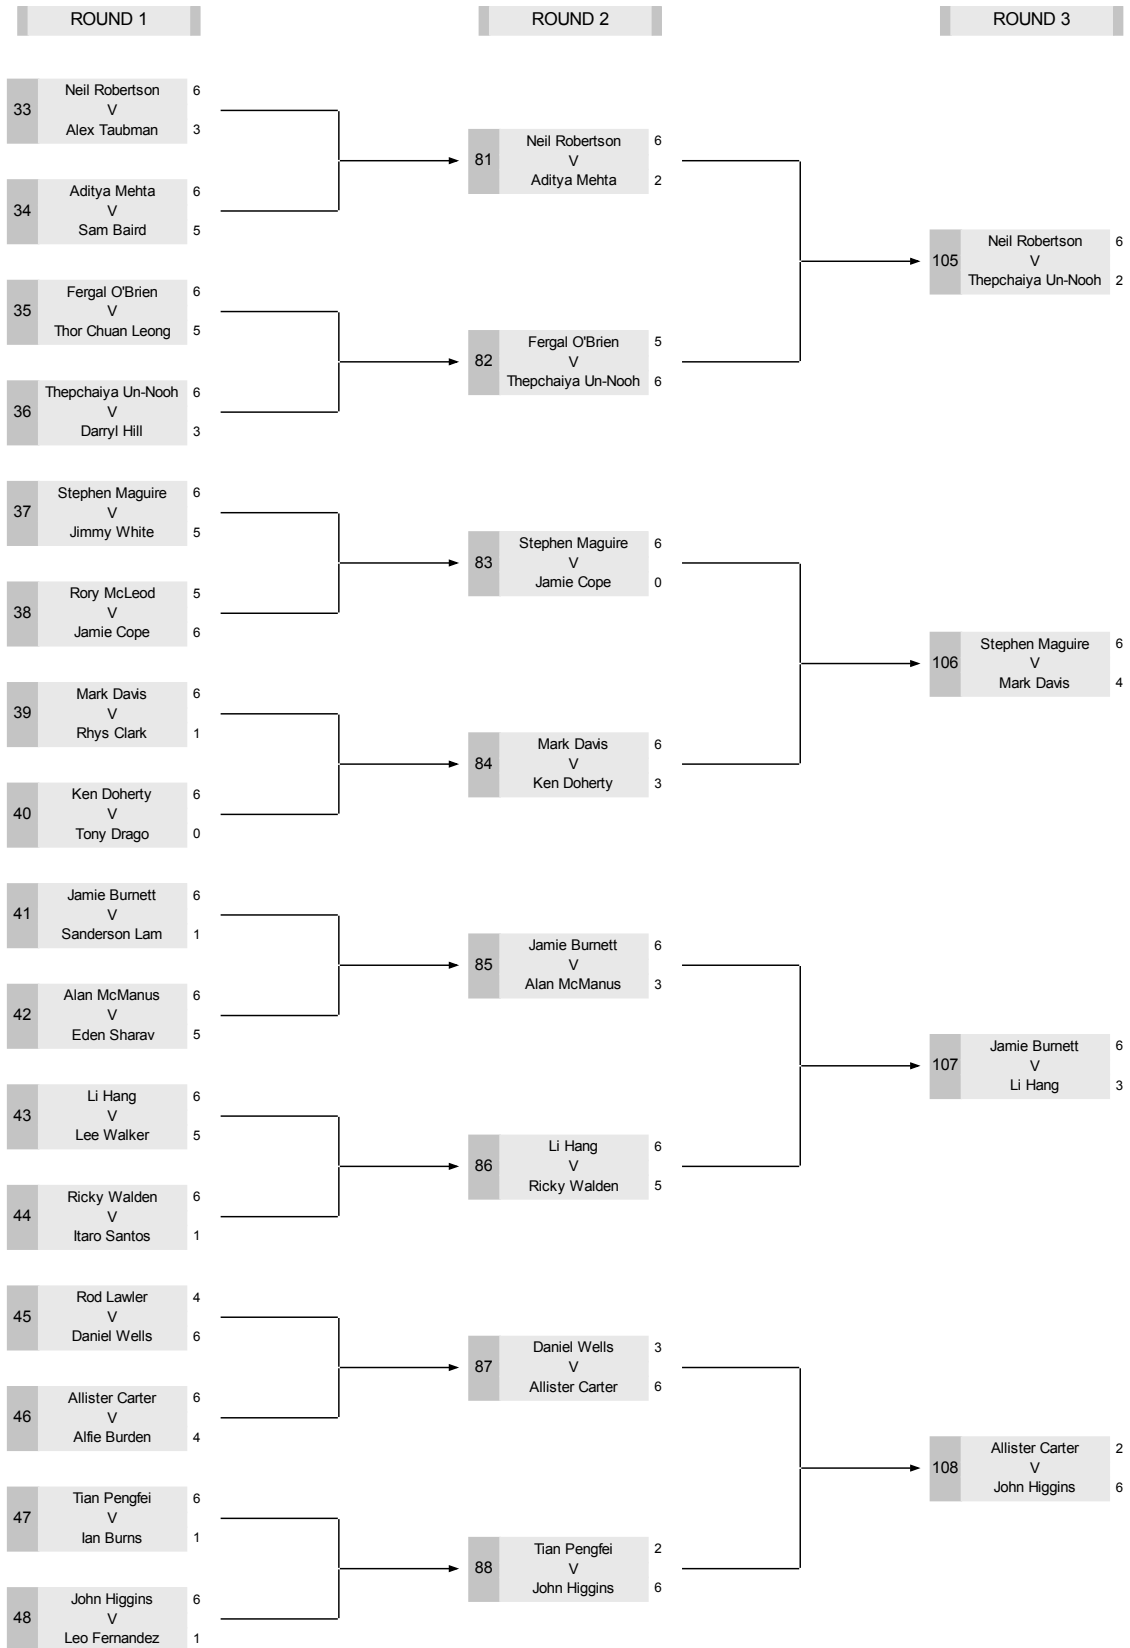 ROUND 1
ROUND 2
ROUND 3
33
Neil Robertson 6
V
Alex Taubman 3
34
Aditya Mehta 6
V
Sam Baird 5
35
Fergal O'Brien 6
V
Thor Chuan Leong 5
36
Thepchaiya Un-Nooh 6
V
Darryl Hill 3
37
Stephen Maguire 6
V
Jimmy White 5
38
Rory McLeod 5
V
Jamie Cope 6
39
Mark Davis 6
V
Rhys Clark 1
40
Ken Doherty 6
V
Tony Drago 0
41
Jamie Burnett 6
V
Sanderson Lam 1
42
Alan McManus 6
V
Eden Sharav 5
43
Li Hang 6
V
Lee Walker 5
44
Ricky Walden 6
V
Itaro Santos 1
45
Rod Lawler 4
V
Daniel Wells 6
46
Allister Carter 6
V
Alfie Burden 4
47
Tian Pengfei 6
V
Ian Burns 1
48
John Higgins 6
V
Leo Fernandez 1
81
Neil Robertson 6
V
Aditya Mehta 2
82
Fergal O'Brien 5
V
Thepchaiya Un-Nooh 6
83
Stephen Maguire 6
V
Jamie Cope 0
84
Mark Davis 6
V
Ken Doherty 3
85
Jamie Burnett 6
V
Alan McManus 3
86
Li Hang 6
V
Ricky Walden 5
87
Daniel Wells 3
V
Allister Carter 6
88
Tian Pengfei 2
V
John Higgins 6
105
Neil Robertson 6
V
Thepchaiya Un-Nooh 2
106
Stephen Maguire 6
V
Mark Davis 4
107
Jamie Burnett 6
V
Li Hang 3
108
Allister Carter 2
V
John Higgins 6